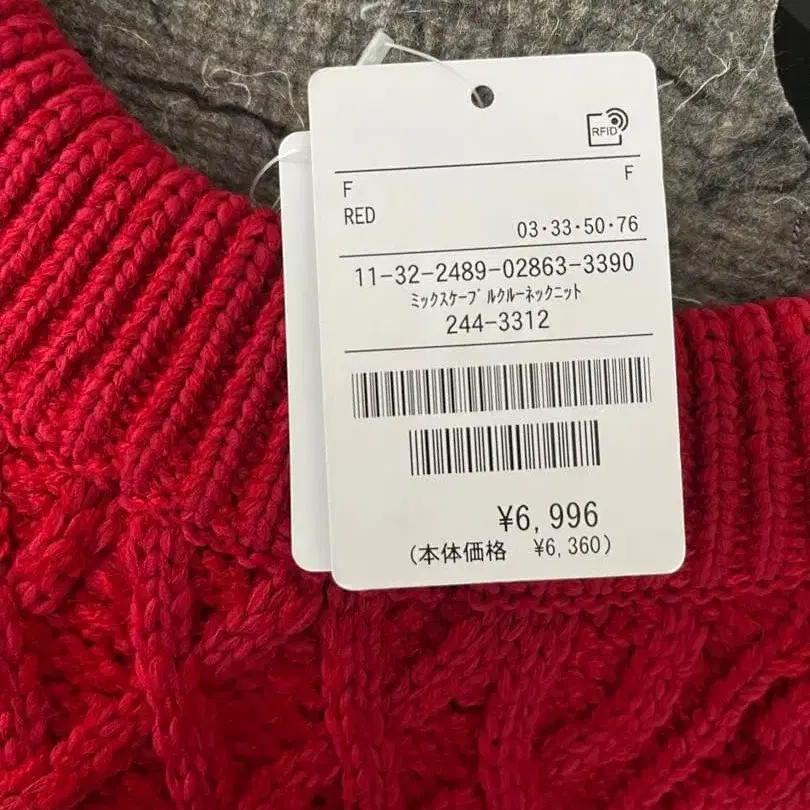 RFID
F F
RED
03・33・50・76
11-32-2489-02863-3390
ミックスケーブルクルーネックニット
244-3312
¥6,996
(本体価格 ¥6,360)